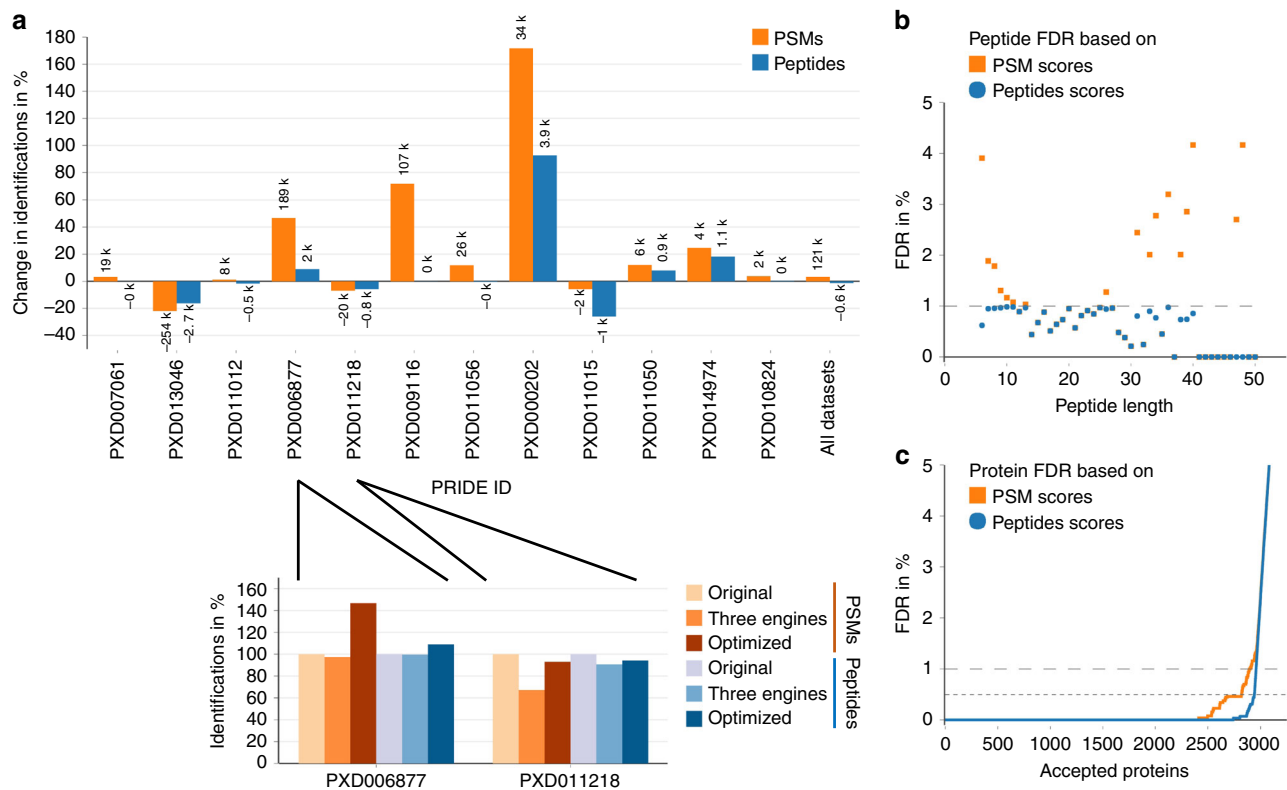 a
Change in identifications in %
180
160
140
120
100
80
60
40
20
0
−20
−40
PSMs
Peptides
19 k
−0 k
−254 k
−2.7 k
8 k
−0.5 k
189 k
2 k
−20 k
−0.8 k
107 k
0 k
26 k
−0 k
34 k
3.9 k
−2 k
−1 k
6 k
0.9 k
4 k
1.1 k
2 k
0 k
121 k
−0.6 k
PXD007061
PXD013046
PXD011012
PXD006877
PXD011218
PXD009116
PXD011056
PXD000202
PXD011015
PXD011050
PXD014974
PXD010824
All datasets
PRIDE ID
Identifications in %
160
140
120
100
80
60
40
20
0
PXD006877
PXD011218
Original
Three engines
Optimized
PSMs
Original
Three engines
Optimized
Peptides
b
Peptide FDR based on
PSM scores
Peptides scores
FDR in %
5
4
3
2
1
0
0
10
20
30
40
50
Peptide length
c
Protein FDR based on
PSM scores
Peptides scores
FDR in %
5
4
3
2
1
0
0
500
1000
1500
2000
2500
3000
Accepted proteins